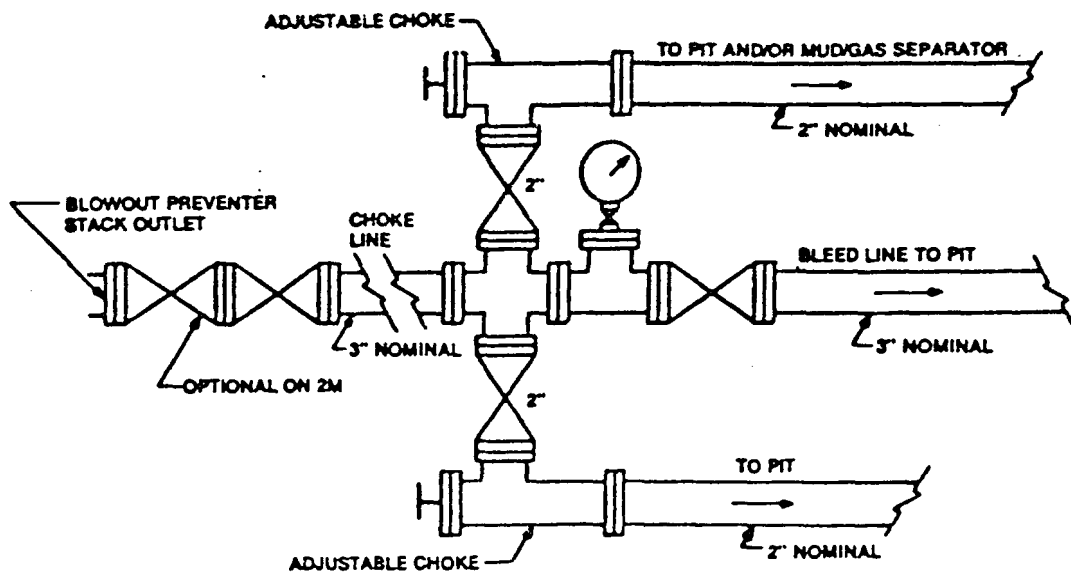 ADJUSTABLE CHOKE
TO PIT AND/OR MUD/GAS SEPARATOR
2" NOMINAL
2"
BLOWOUT PREVENTER
STACK OUTLET
CHOKE
LINE
BLEED LINE TO PIT
3" NOMINAL
3" NOMINAL
OPTIONAL ON 2M
2"
TO PIT
2" NOMINAL
ADJUSTABLE CHOKE